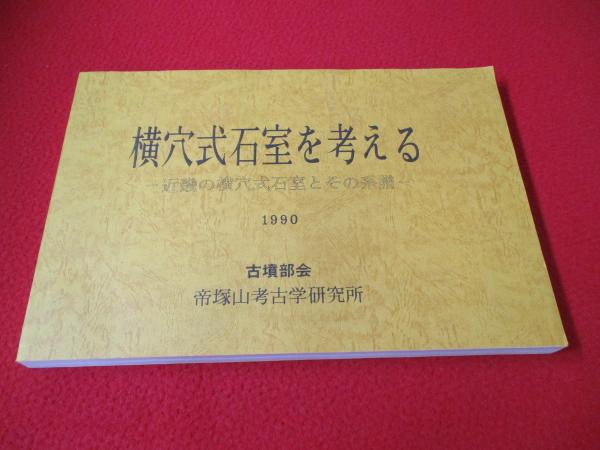 横穴式石室を考える
－近畿の横穴式石室とその系譜－
1990
古墳部会
帝塚山考古学研究所